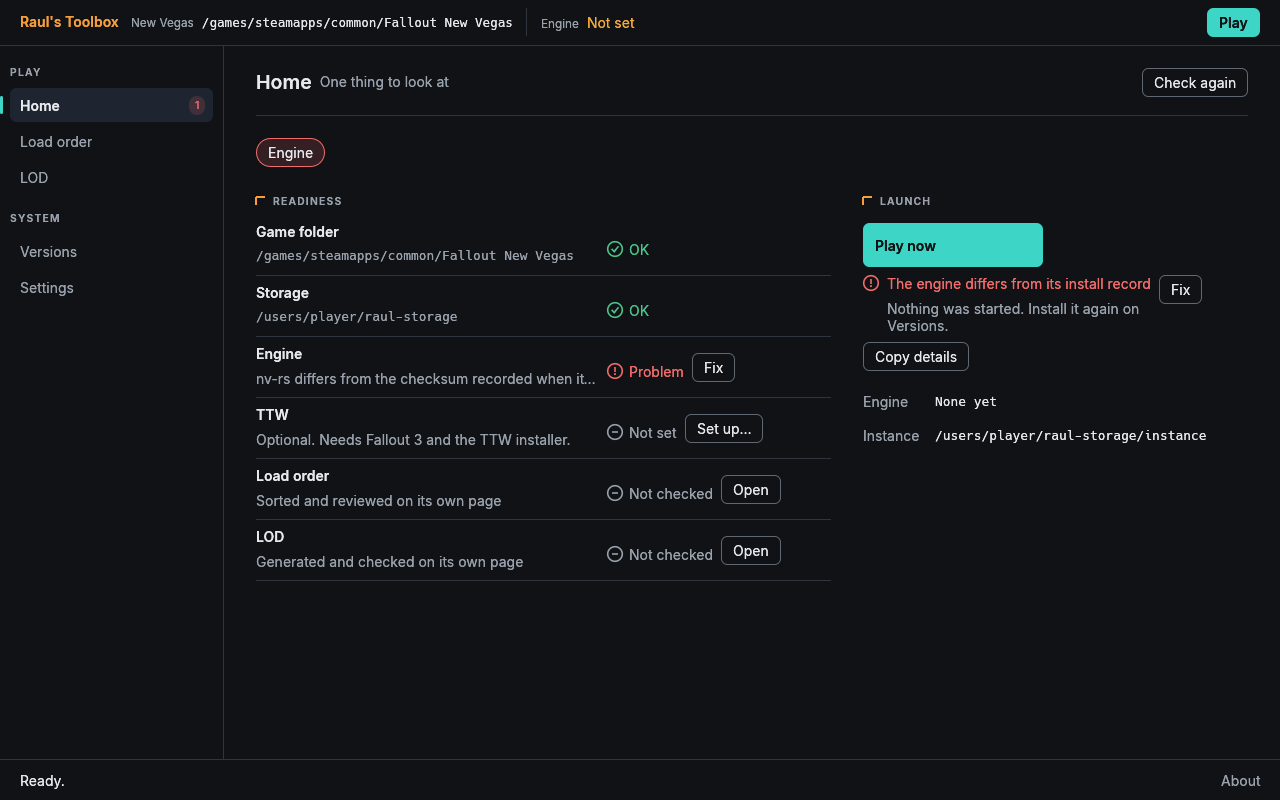 Raul's Toolbox New Vegas /games/steamapps/common/Fallout New Vegas Engine Not set Play
PLAY
Home 1
Load order
LOD
SYSTEM
Versions
Settings
Home One thing to look at Check again
Engine
READINESS
Game folder
/games/steamapps/common/Fallout New Vegas
OK
Storage
/users/player/raul-storage
OK
Engine
nv-rs differs from the checksum recorded when it...
Problem Fix
TTW
Optional. Needs Fallout 3 and the TTW installer.
Not set Set up...
Load order
Sorted and reviewed on its own page
Not checked Open
LOD
Generated and checked on its own page
Not checked Open
LAUNCH
Play now
The engine differs from its install record
Nothing was started. Install it again on
Versions.
Fix
Copy details
Engine None yet
Instance /users/player/raul-storage/instance
Ready. About